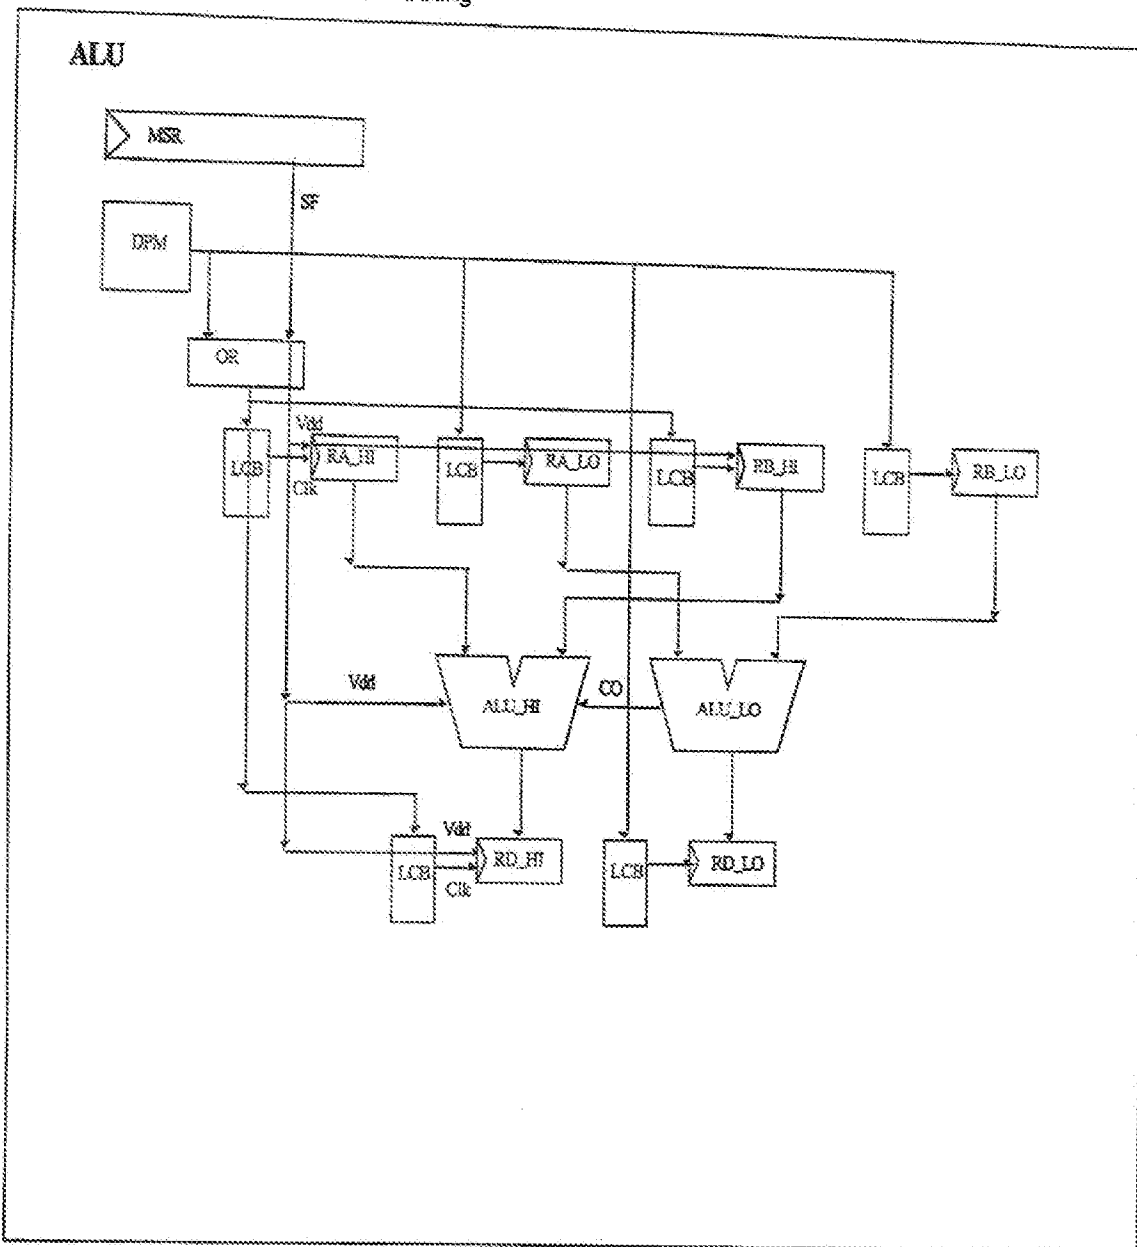 ALU
MSR
SF
DPM
OR
Vdd
LCB
RA_HI
LCB
RA_LO
LCB
RB_HI
LCB
RB_LO
Clk
Vdd
ALU_HI
CO
ALU_LO
Vdd
LCB
RD_HI
LCB
RD_LO
Clk